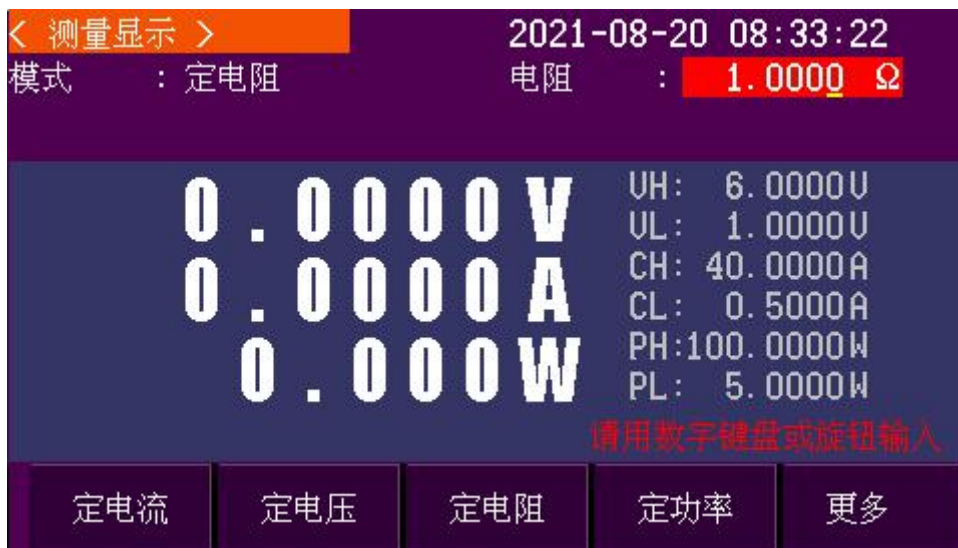 < 测量显示 > 2021-08-20 08:33:22
模式 : 定电阻 电阻 : 1.0000 Ω
0.0000V
0.0000A
0.000W
VH: 6.0000V
VL: 1.0000V
CH: 40.0000A
CL: 0.5000A
PH:100.0000W
PL: 5.0000W
请用数字键盘或旋钮输入
定电流 定电压 定电阻 定功率 更多